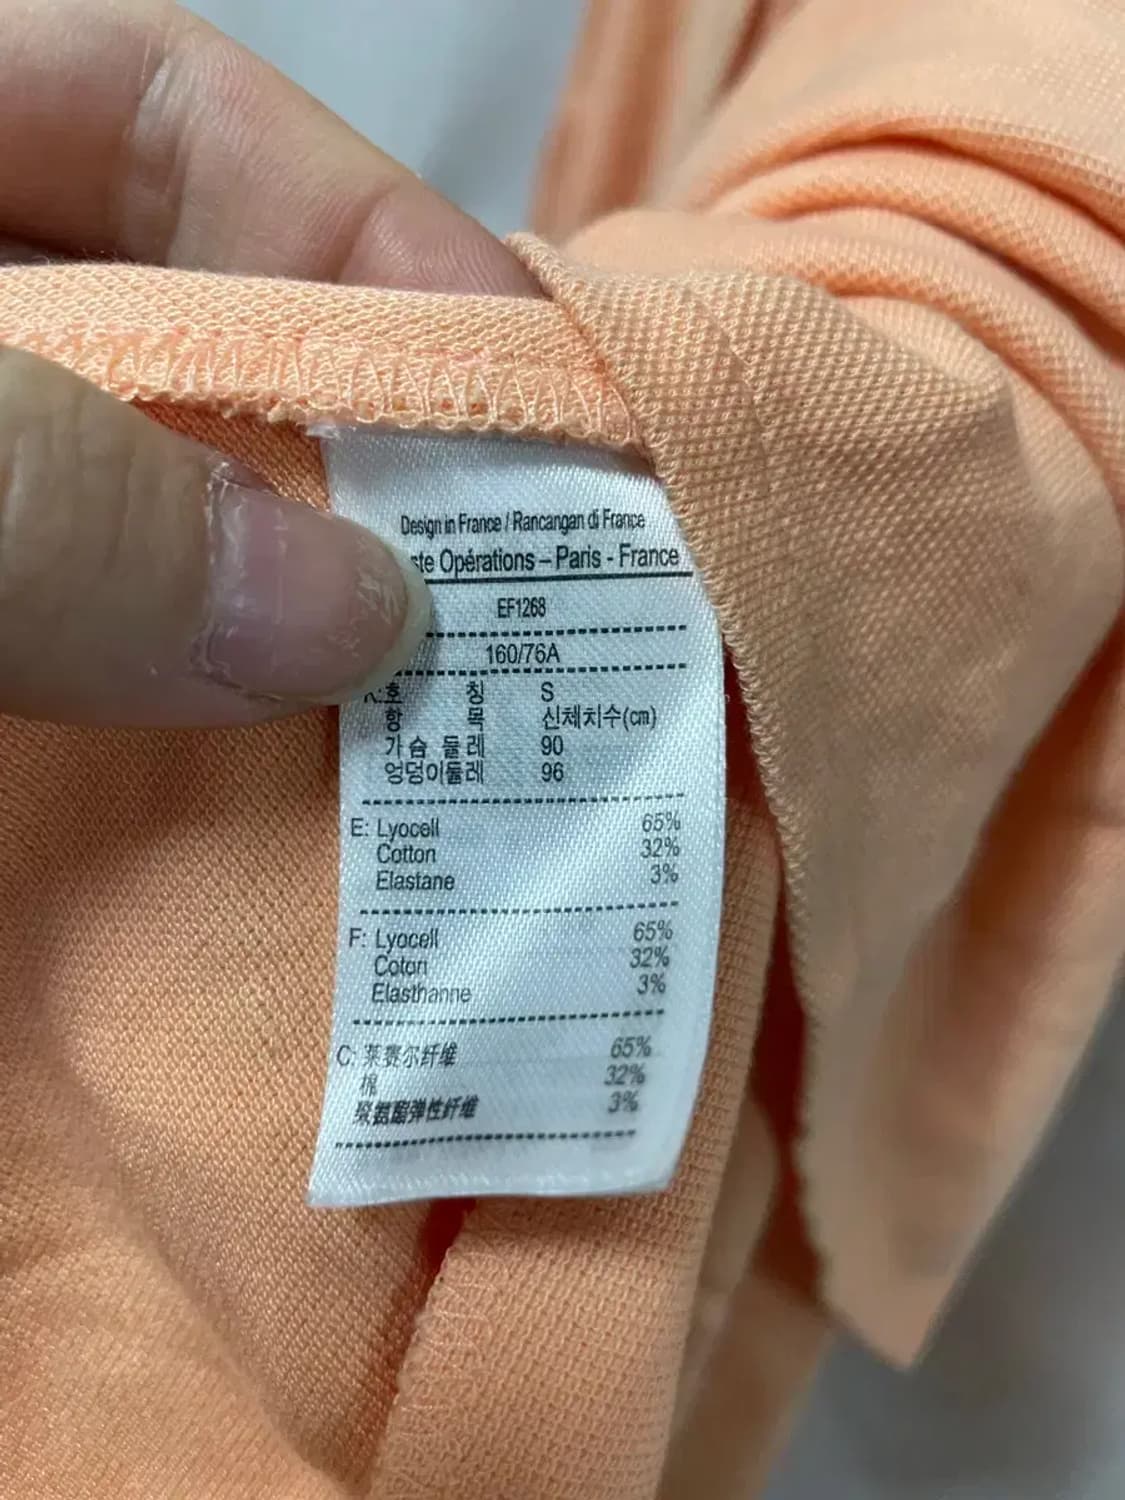 Design in France / Rancangan di France
ste Opérations – Paris - France
EF1268
160/76A
K:호 칭 S
항 목 신체치수(cm)
가슴 둘레 90
엉덩이둘레 96
E: Lyocell 65%
Cotton 32%
Elastane 3%
F: Lyocell 65%
Coton 32%
Elasthanne 3%
C: 莱赛尔纤维 65%
棉 32%
聚氨酯弹性纤维 3%